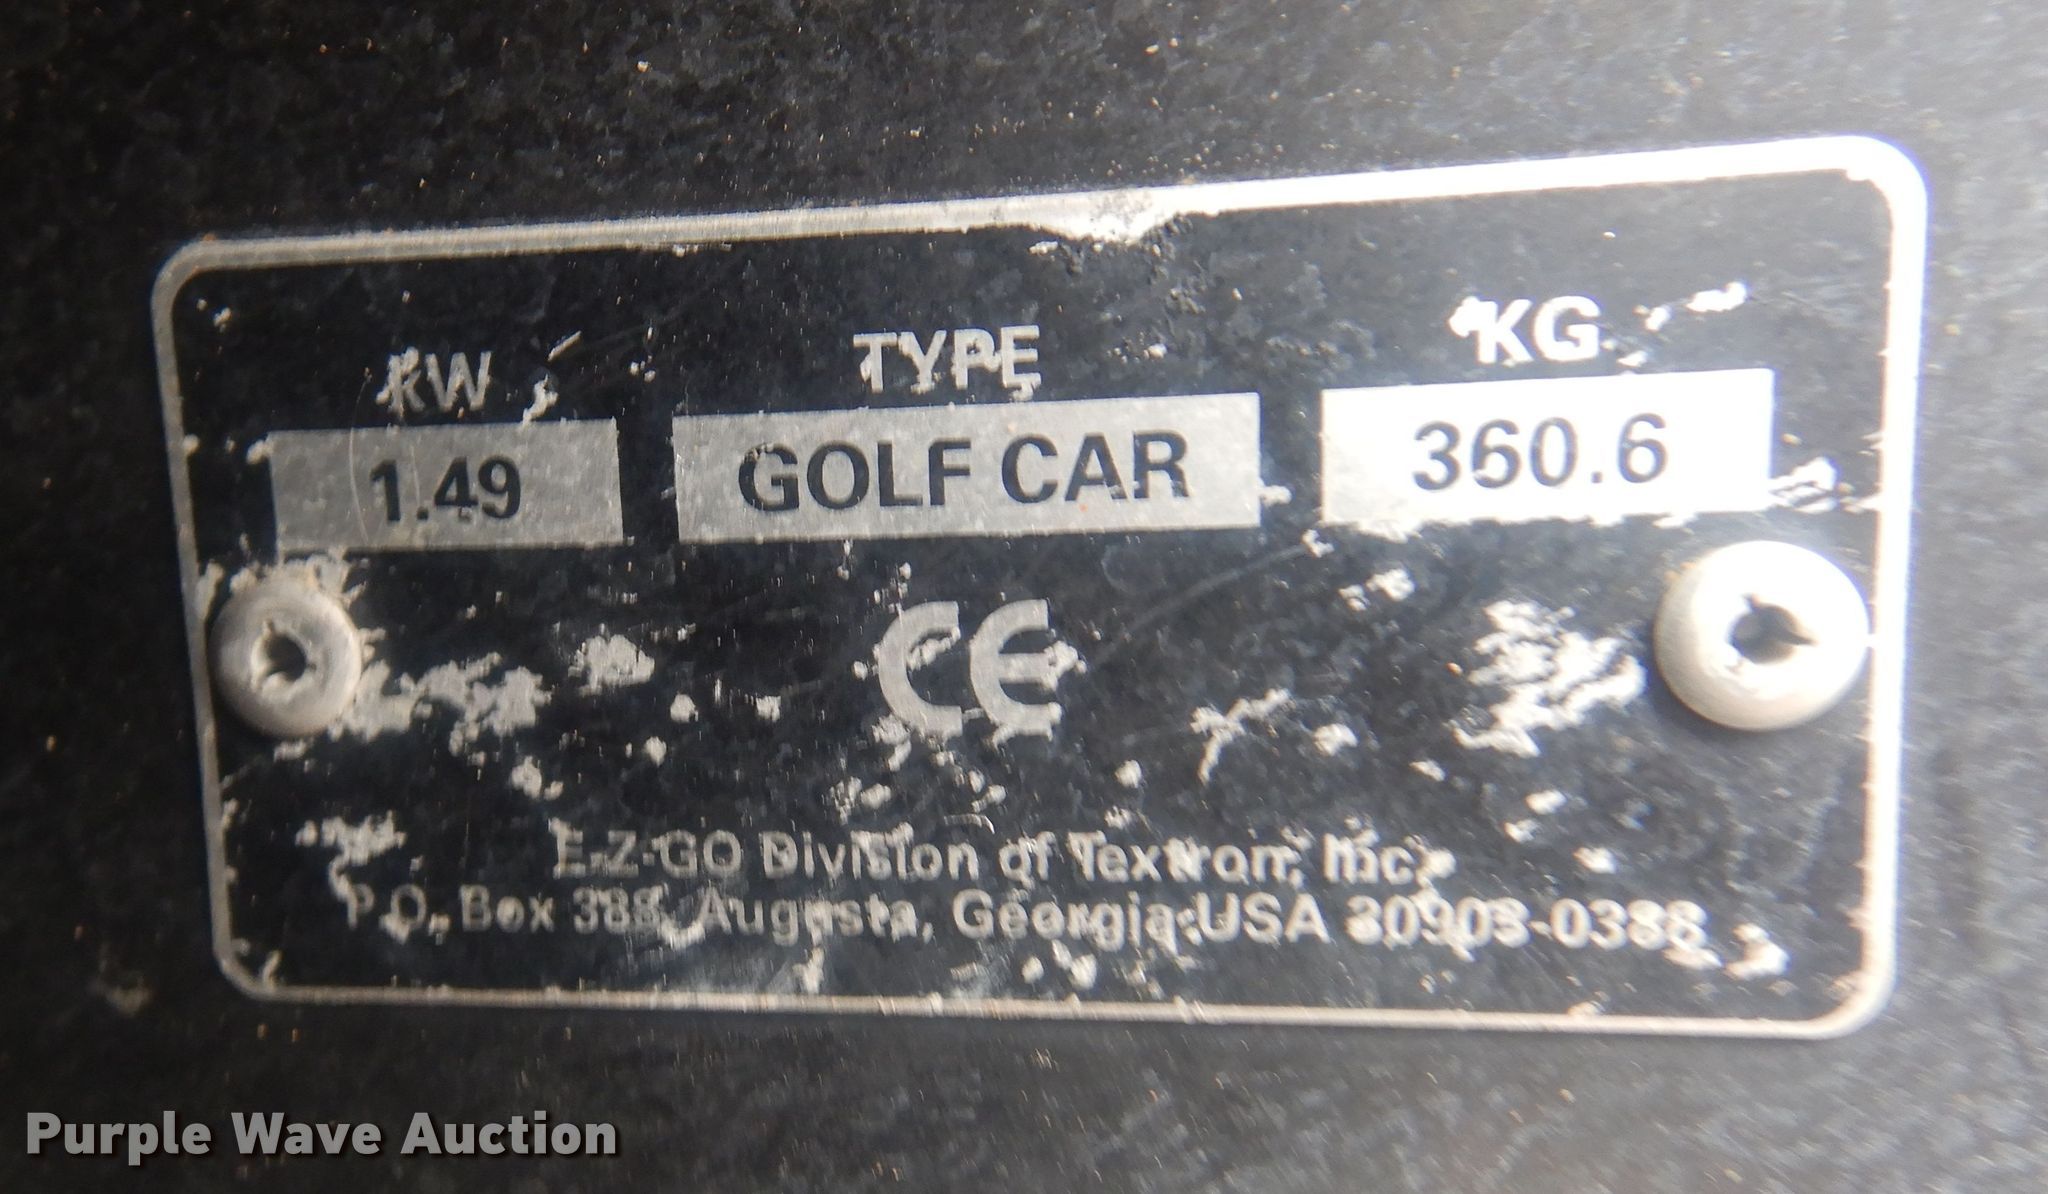 KW TYPE KG
1.49 GOLF CAR 360.6
CE
E-Z-GO Division of Textron, Inc.
P.O. Box 388, Augusta, Georgia USA 30903-0388
Purple Wave Auction